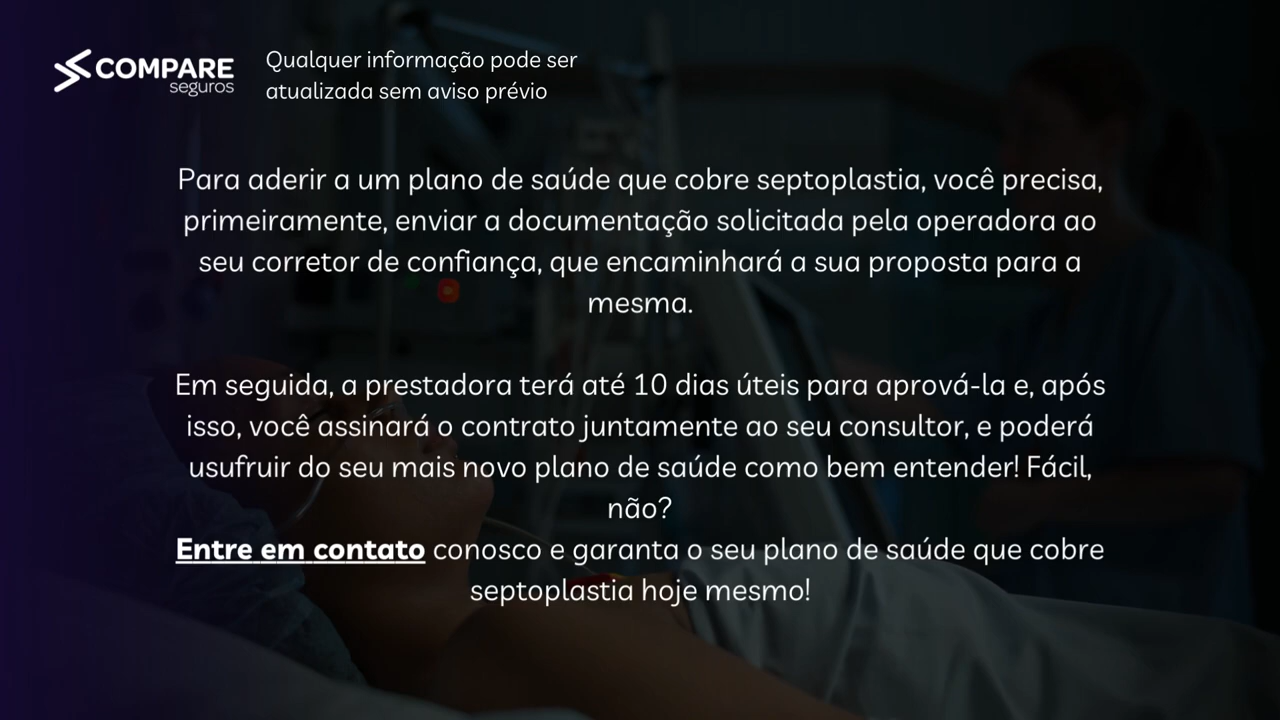 COMPARE
seguros
Qualquer informação pode ser
atualizada sem aviso prévio
Para aderir a um plano de saúde que cobre septoplastia, você precisa,
primeiramente, enviar a documentação solicitada pela operadora ao
seu corretor de confiança, que encaminhará a sua proposta para a
mesma.
Em seguida, a prestadora terá até 10 dias úteis para aprová-la e, após
isso, você assinará o contrato juntamente ao seu consultor, e poderá
usufruir do seu mais novo plano de saúde como bem entender! Fácil,
não?
Entre em contato conosco e garanta o seu plano de saúde que cobre
septoplastia hoje mesmo!